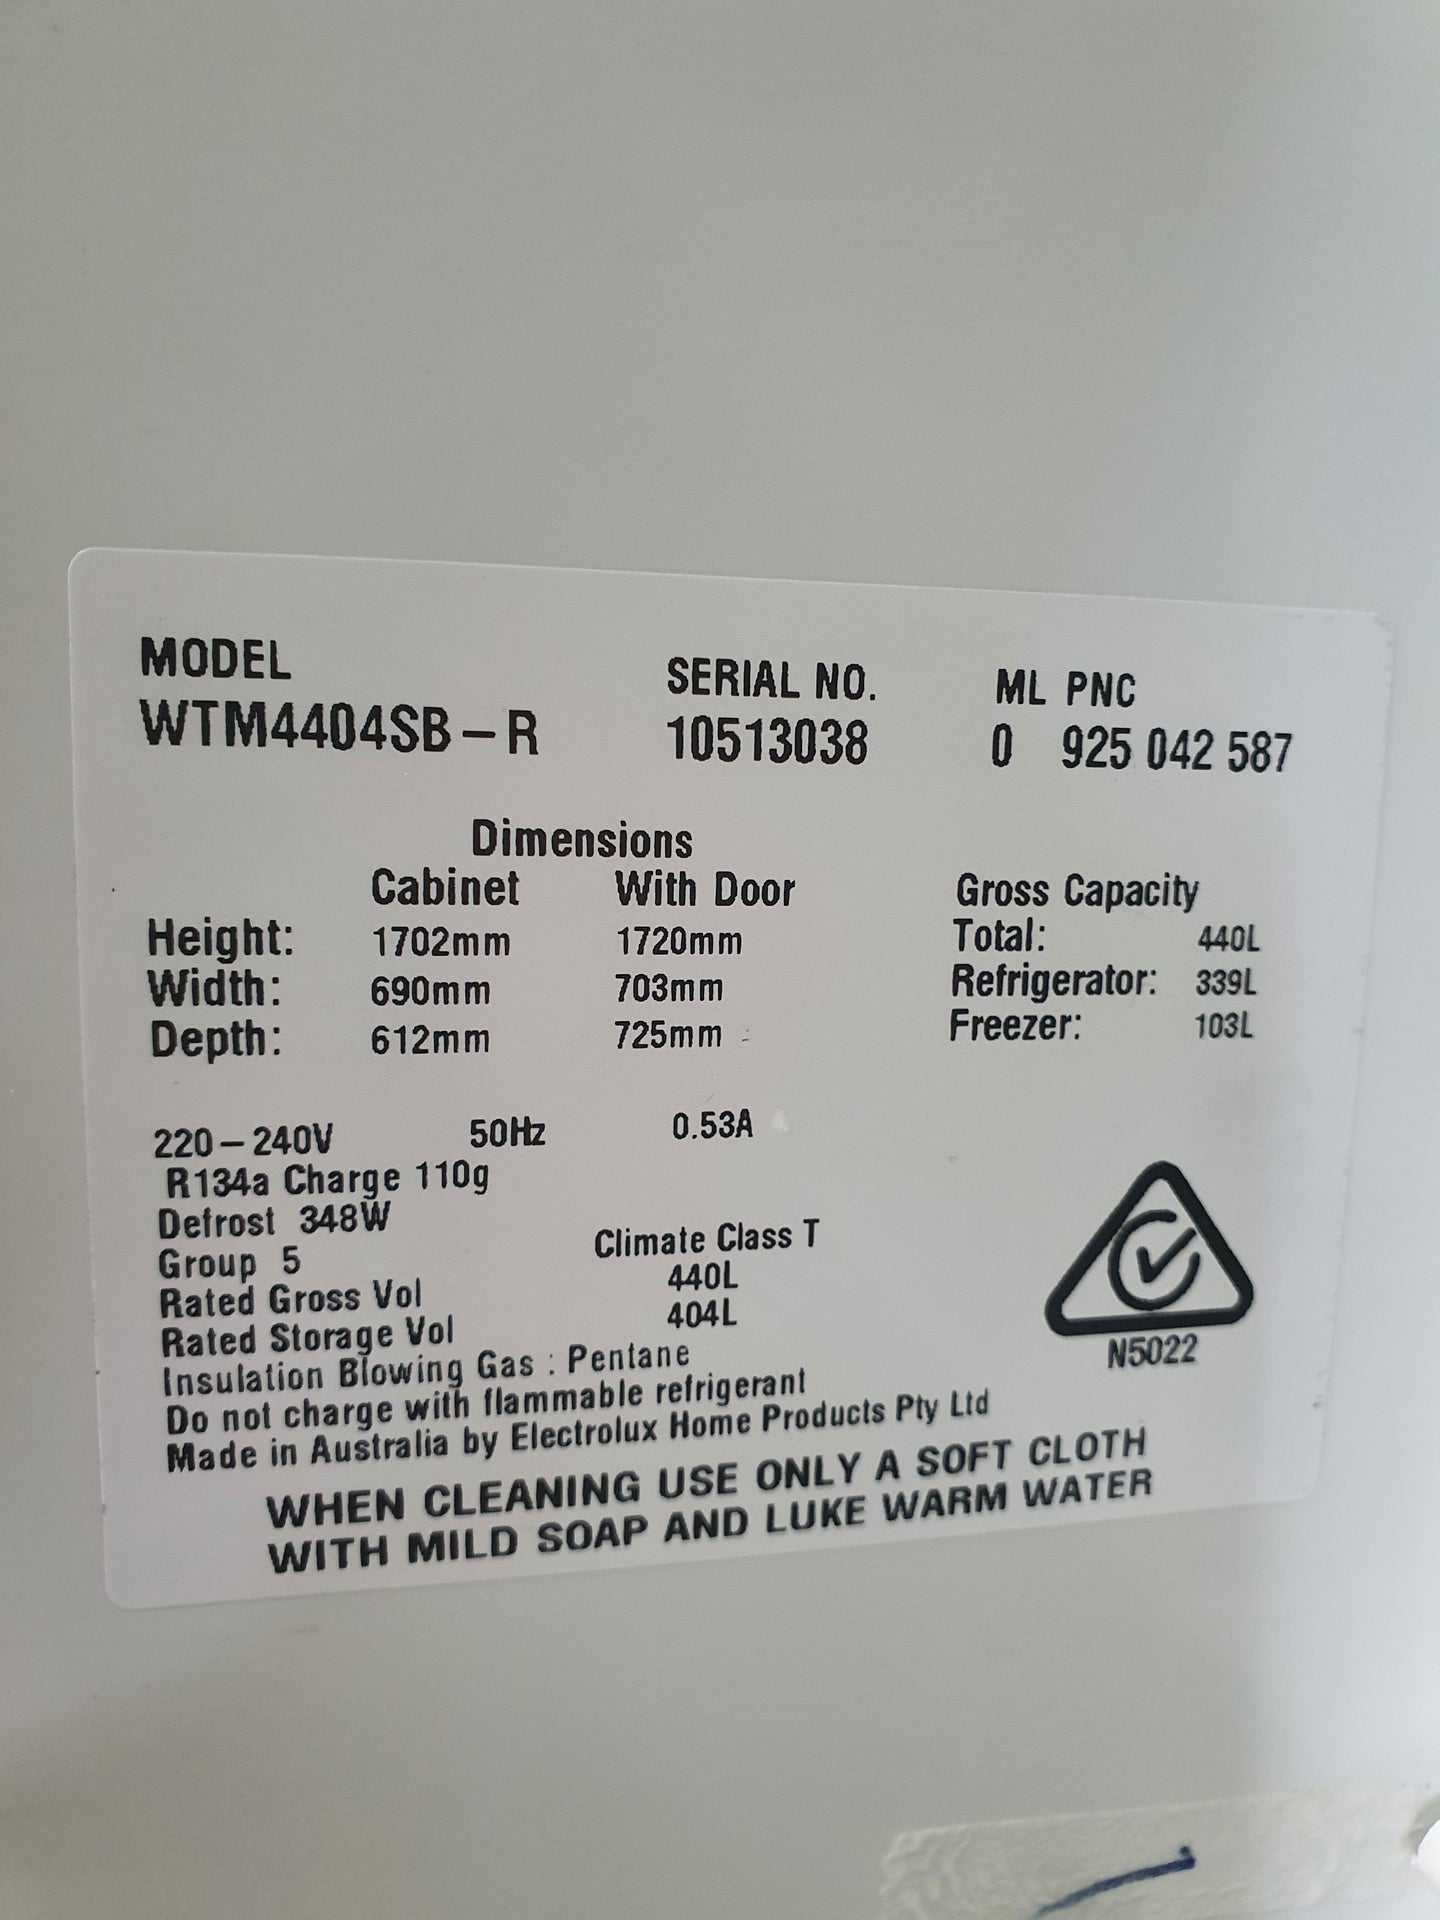 MODEL SERIAL NO. ML PNC
WTM4404SB-R 10513038 0 925 042 587
Dimensions
Cabinet With Door Gross Capacity
Height: 1702mm 1720mm Total: 440L
Width: 690mm 703mm Refrigerator: 339L
Depth: 612mm 725mm Freezer: 103L
220-240V 50Hz 0.53A
R134a Charge 110g
Defrost 348W
Group 5 Climate Class T
Rated Gross Vol 440L
Rated Storage Vol 404L
Insulation Blowing Gas : Pentane
Do not charge with flammable refrigerant
Made in Australia by Electrolux Home Products Pty Ltd
N5022
WHEN CLEANING USE ONLY A SOFT CLOTH
WITH MILD SOAP AND LUKE WARM WATER